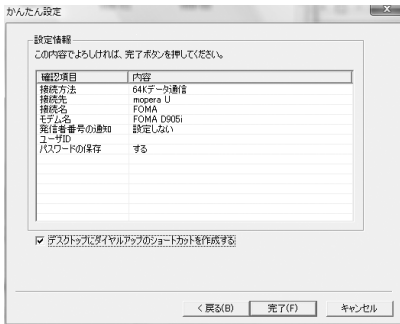 かんたん設定
設定情報
この内容でよろしければ、完了ボタンを押してください。
確認項目 内容
接続方法 64Kデータ通信
接続先 mopera U
接続名 FOMA
モデム名 FOMA D905i
発信者番号の通知 設定しない
ユーザID
パスワードの保存 する
デスクトップにダイヤルアップのショートカットを作成する
< 戻る(B) 完了(F) キャンセル